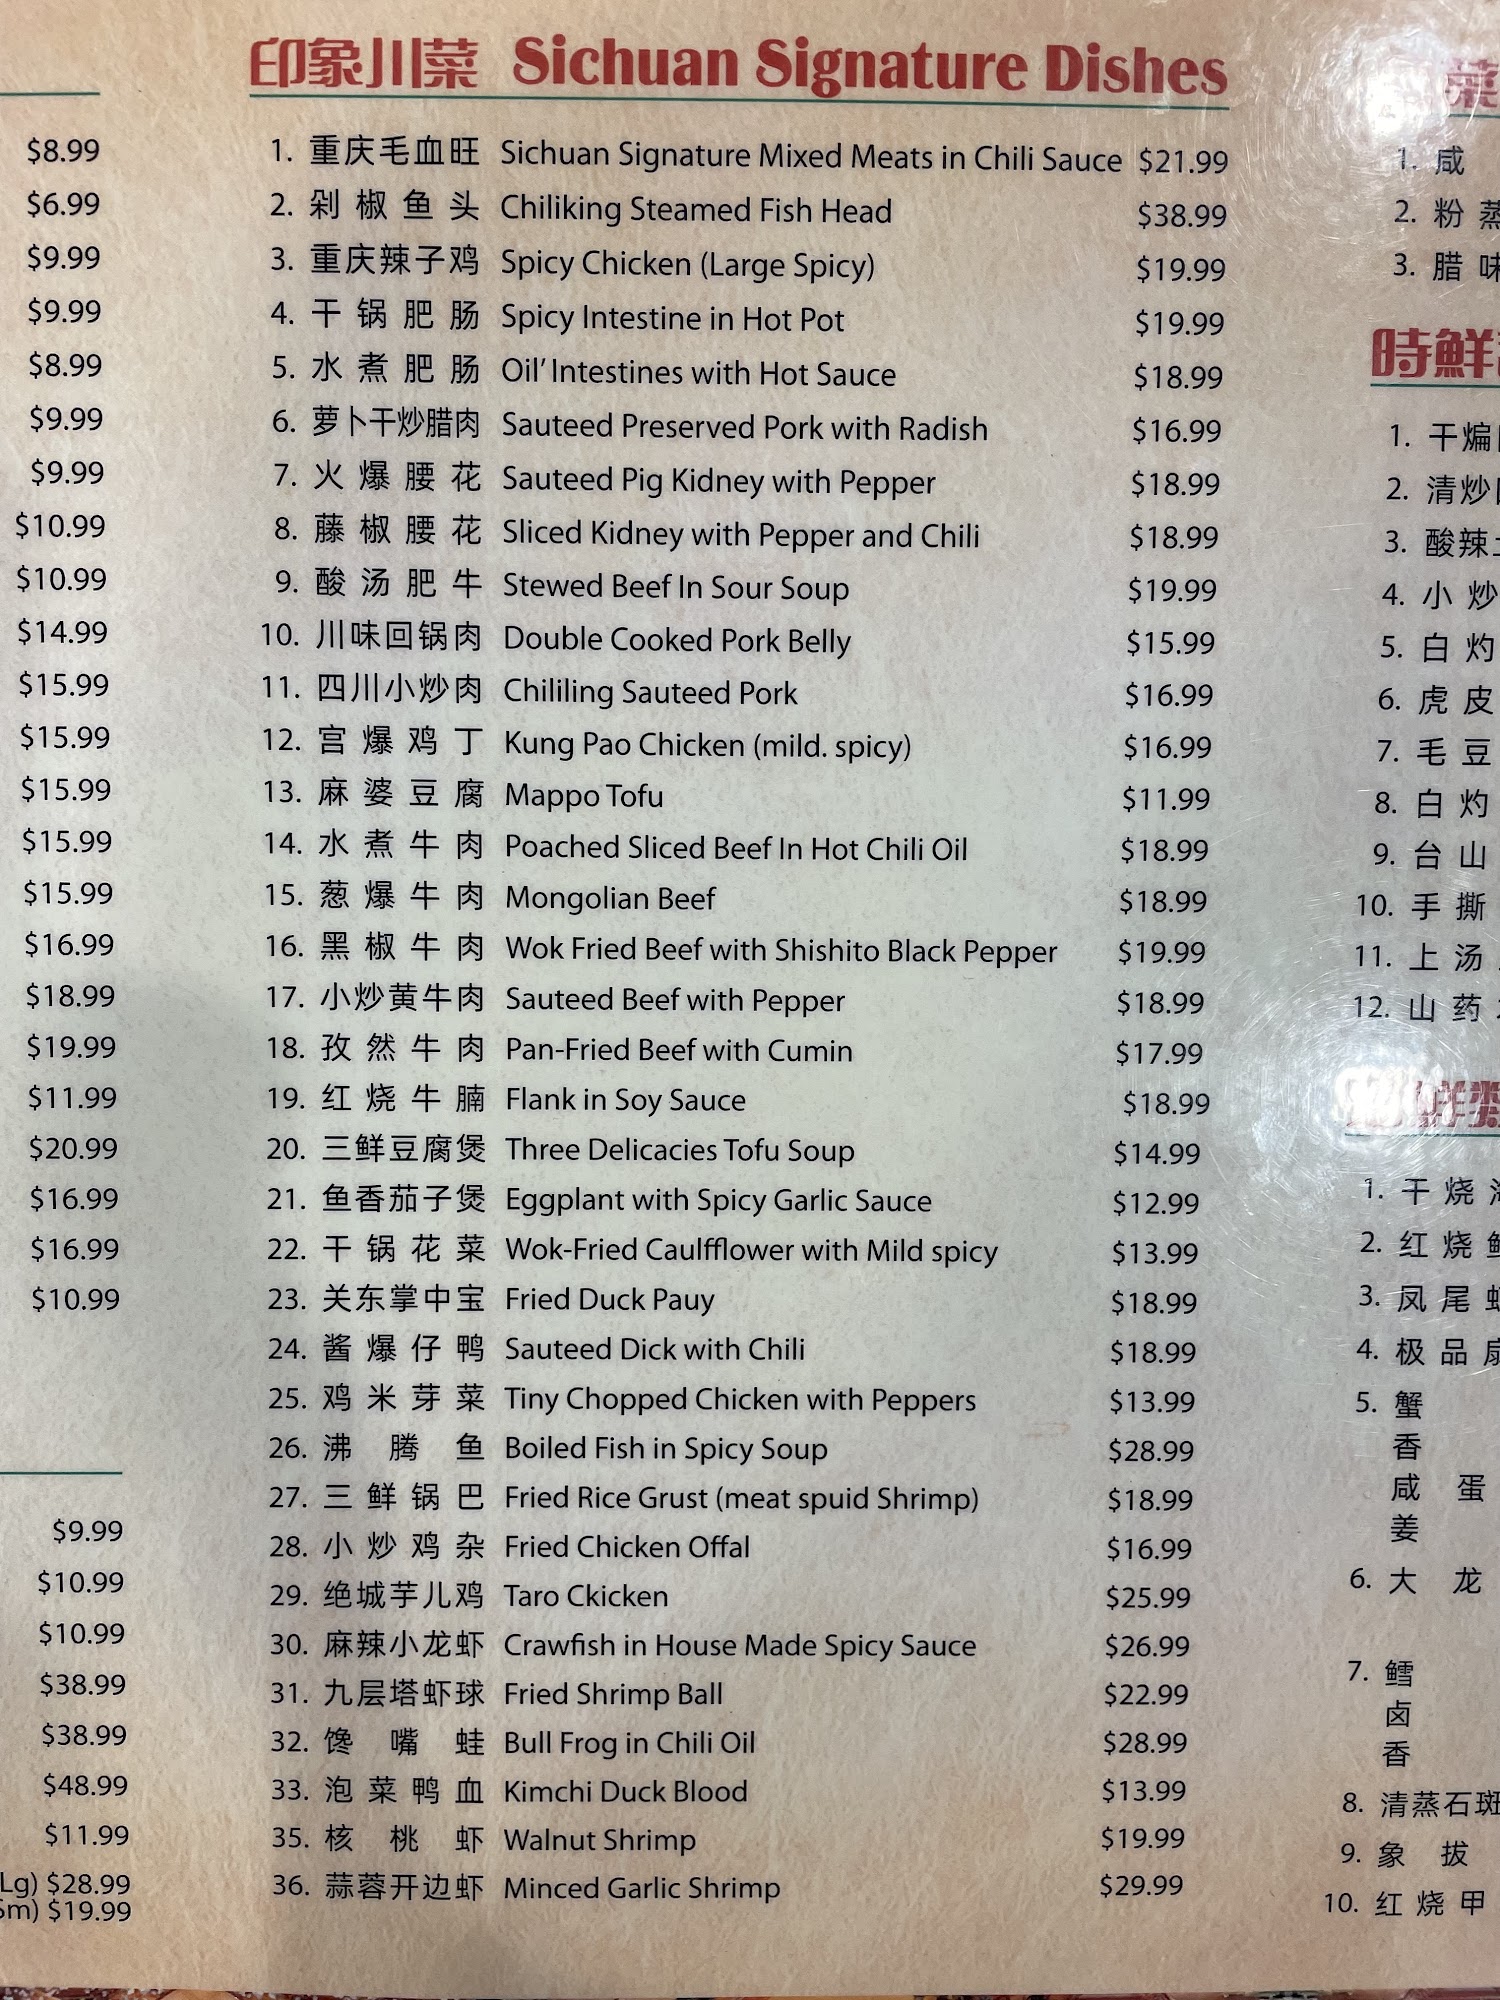 $8.99
$6.99
$9.99
$9.99
$8.99
$9.99
$9.99
$10.99
$10.99
$14.99
$15.99
$15.99
$15.99
$15.99
$15.99
$16.99
$18.99
$19.99
$11.99
$20.99
$16.99
$16.99
$10.99
$9.99
$10.99
$10.99
$38.99
$38.99
$48.99
$11.99
Lg) $28.99
Sm) $19.99
印象川菜 Sichuan Signature Dishes
1. 重庆毛血旺 Sichuan Signature Mixed Meats in Chili Sauce $21.99
2. 剁椒鱼头 Chiliking Steamed Fish Head $38.99
3. 重庆辣子鸡 Spicy Chicken (Large Spicy) $19.99
4. 干锅肥肠 Spicy Intestine in Hot Pot $19.99
5. 水煮肥肠 Oil' Intestines with Hot Sauce $18.99
6. 萝卜干炒腊肉 Sauteed Preserved Pork with Radish $16.99
7. 火爆腰花 Sauteed Pig Kidney with Pepper $18.99
8. 藤椒腰花 Sliced Kidney with Pepper and Chili $18.99
9. 酸汤肥牛 Stewed Beef In Sour Soup $19.99
10. 川味回锅肉 Double Cooked Pork Belly $15.99
11. 四川小炒肉 Chililing Sauteed Pork $16.99
12. 宫爆鸡丁 Kung Pao Chicken (mild. spicy) $16.99
13. 麻婆豆腐 Mappo Tofu $11.99
14. 水煮牛肉 Poached Sliced Beef In Hot Chili Oil $18.99
15. 葱爆牛肉 Mongolian Beef $18.99
16. 黑椒牛肉 Wok Fried Beef with Shishito Black Pepper $19.99
17. 小炒黄牛肉 Sauteed Beef with Pepper $18.99
18. 孜然牛肉 Pan-Fried Beef with Cumin $17.99
19. 红烧牛腩 Flank in Soy Sauce $18.99
20. 三鲜豆腐煲 Three Delicacies Tofu Soup $14.99
21. 鱼香茄子煲 Eggplant with Spicy Garlic Sauce $12.99
22. 干锅花菜 Wok-Fried Caulfflower with Mild spicy $13.99
23. 关东掌中宝 Fried Duck Pauy $18.99
24. 酱爆仔鸭 Sauteed Dick with Chili $18.99
25. 鸡米芽菜 Tiny Chopped Chicken with Peppers $13.99
26. 沸腾鱼 Boiled Fish in Spicy Soup $28.99
27. 三鲜锅巴 Fried Rice Grust (meat spuid Shrimp) $18.99
28. 小炒鸡杂 Fried Chicken Offal $16.99
29. 绝城芋儿鸡 Taro Ckicken $25.99
30. 麻辣小龙虾 Crawfish in House Made Spicy Sauce $26.99
31. 九层塔虾球 Fried Shrimp Ball $22.99
32. 馋嘴蛙 Bull Frog in Chili Oil $28.99
33. 泡菜鸭血 Kimchi Duck Blood $13.99
35. 核桃虾 Walnut Shrimp $19.99
36. 蒜蓉开边虾 Minced Garlic Shrimp $29.99
菜
1. 咸
2. 粉蒸
3. 腊味
時鮮
1. 干煸
2. 清炒
3. 酸辣
4. 小炒
5. 白灼
6. 虎皮
7. 毛豆
8. 白灼
9. 台山
10. 手撕
11. 上汤
12. 山药
鲜
1. 干烧
2. 红烧
3. 凤尾
4. 极品
5. 蟹
香
咸蛋
姜
6. 大龙
7. 鳕
卤
香
8. 清蒸石斑
9. 象拔
10. 红烧甲